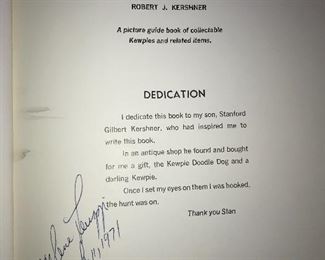 ROBERT J. KERSHNER
A picture guide book of collectable
Kewpies and related items.
DEDICATION
I dedicate this book to my son, Stanford
Gilbert Kershner, who had inspired me to
write this book.
In an antique shop he found and bought
for me a gift, the Kewpie Doodle Dog and a
darling Kewpie.
Once I set my eyes on them I was hooked,
the hunt was on.
Thank you Stan
1971